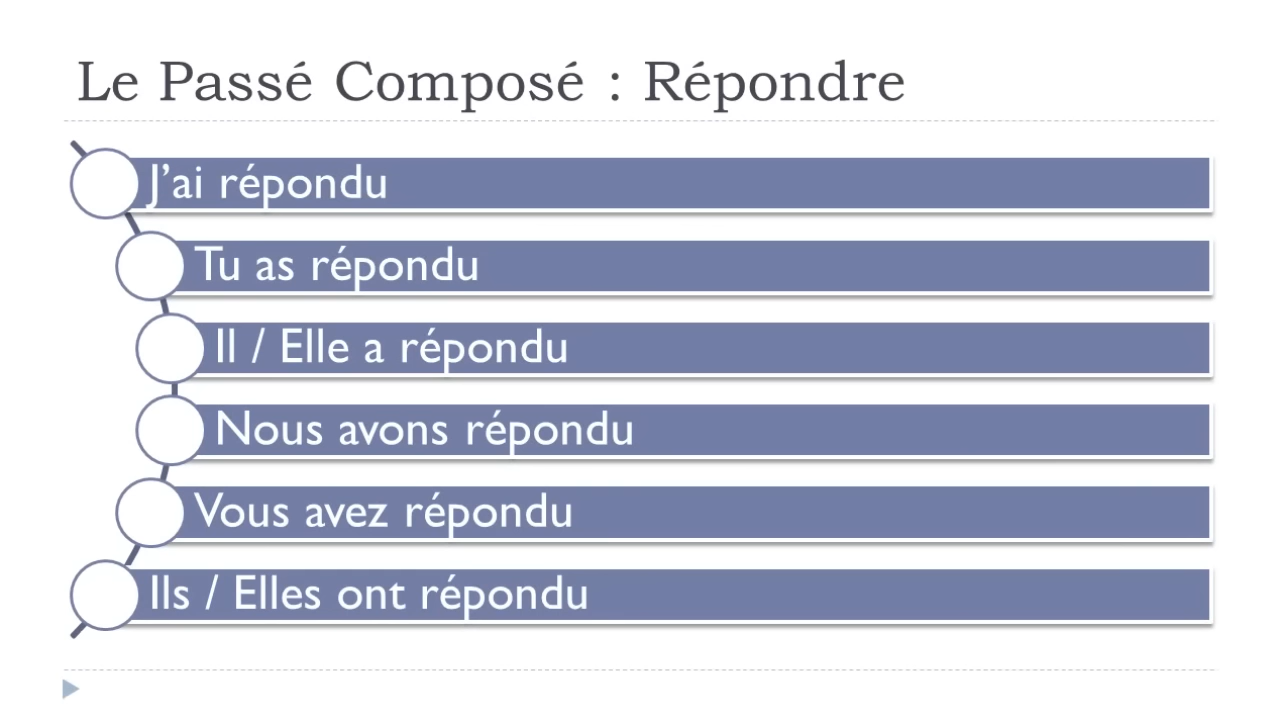 Le Passé Composé : Répondre
J’ai répondu
Tu as répondu
Il / Elle a répondu
Nous avons répondu
Vous avez répondu
Ils / Elles ont répondu